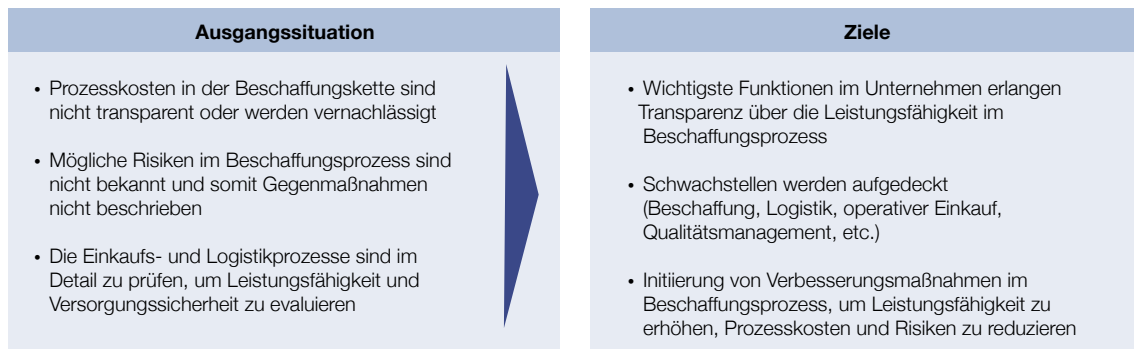 Ausgangssituation
• Prozesskosten in der Beschaffungskette sind
nicht transparent oder werden vernachlässigt
• Mögliche Risiken im Beschaffungsprozess sind
nicht bekannt und somit Gegenmaßnahmen
nicht beschrieben
• Die Einkaufs- und Logistikprozesse sind im
Detail zu prüfen, um Leistungsfähigkeit und
Versorgungssicherheit zu evaluieren
Ziele
• Wichtigste Funktionen im Unternehmen erlangen
Transparenz über die Leistungsfähigkeit im
Beschaffungsprozess
• Schwachstellen werden aufgedeckt
(Beschaffung, Logistik, operativer Einkauf,
Qualitätsmanagement, etc.)
• Initiierung von Verbesserungsmaßnahmen im
Beschaffungsprozess, um Leistungsfähigkeit zu
erhöhen, Prozesskosten und Risiken zu reduzieren